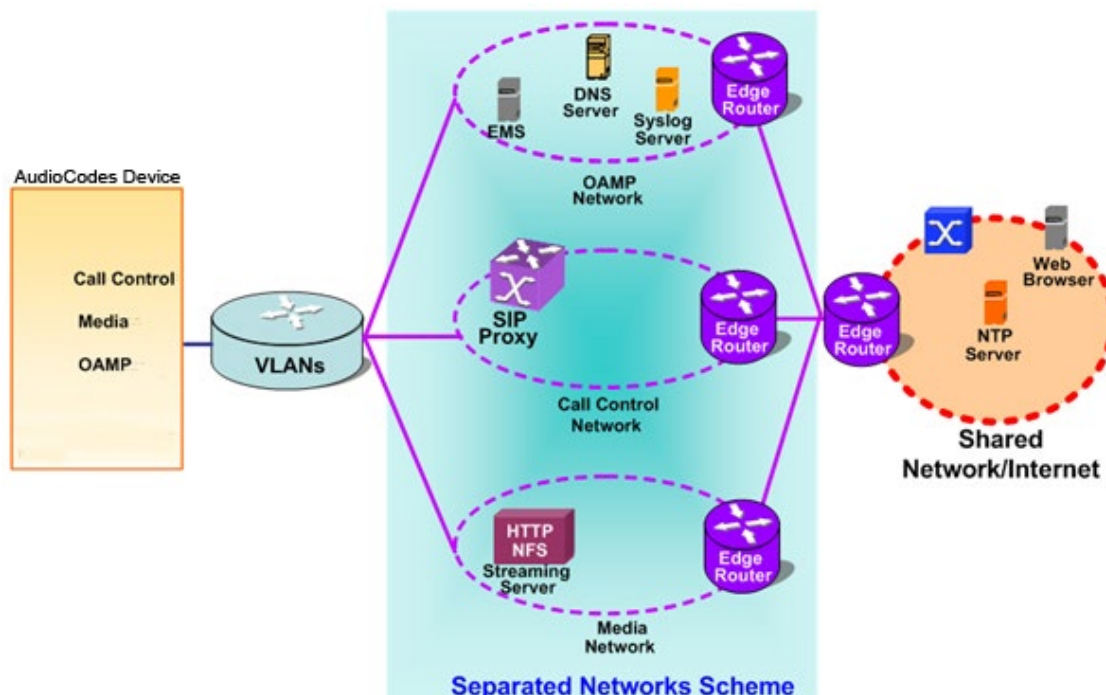 AudioCodes Device
Call Control
Media
OAMP
VLANs
EMS
DNS
Server
Syslog
Server
Edge
Router
OAMP
Network
SIP
Proxy
Edge
Router
Call Control
Network
HTTP
NFS
Streaming
Server
Edge
Router
Media
Network
Separated Networks Scheme
Edge
Router
Web
Browser
NTP
Server
Shared
Network/Internet